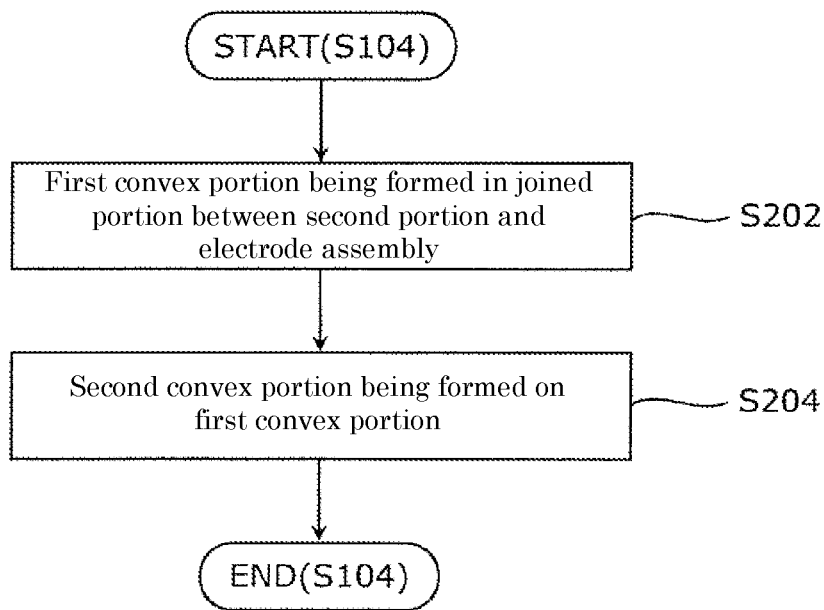 START(S104)
First convex portion being formed in joined
portion between second portion and
electrode assembly
S202
Second convex portion being formed on
first convex portion
S204
END(S104)